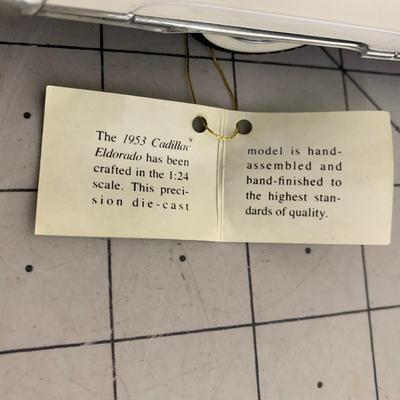 The 1953 Cadillac
Eldorado has been
crafted in the 1:24
scale. This preci-
sion die-cast
model is hand-
assembled and
hand-finished to
the highest stan-
dards of quality.